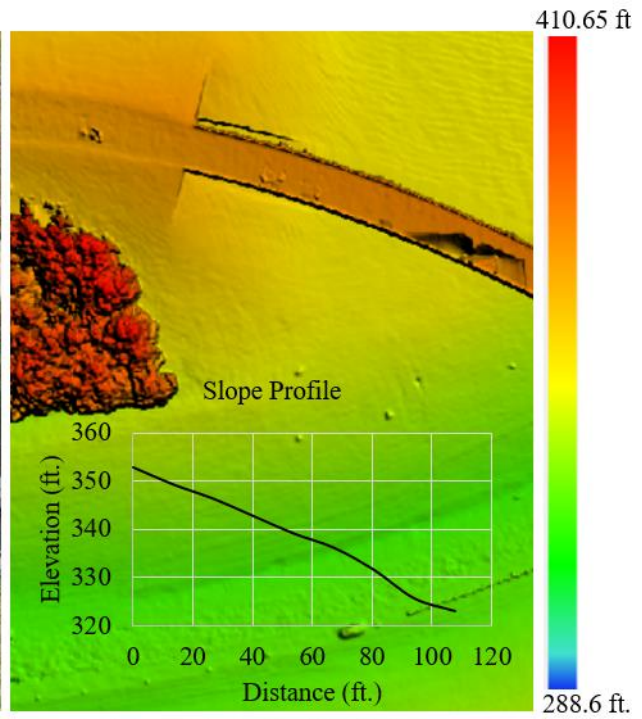 410.65 ft
Slope Profile
360
350
340
330
320
Elevation (ft.)
0 20 40 60 80 100 120
Distance (ft.)
288.6 ft.